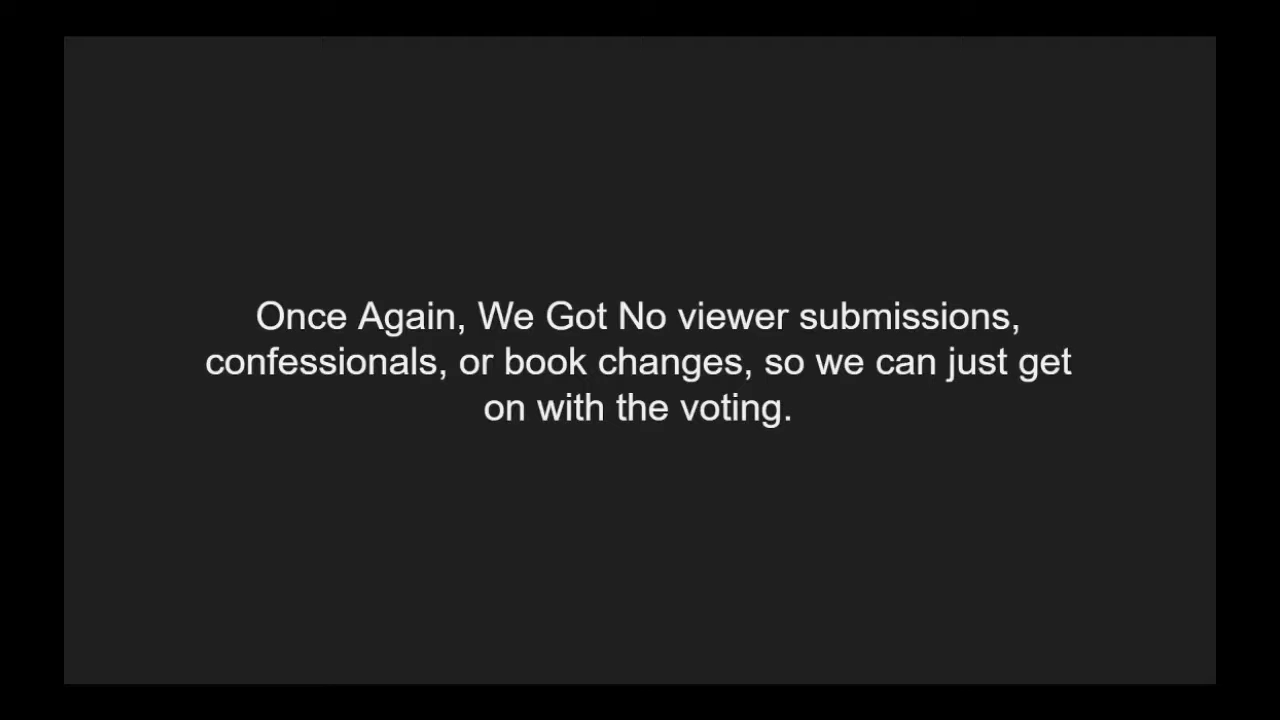 Once Again, We Got No viewer submissions,
confessionals, or book changes, so we can just get
on with the voting.